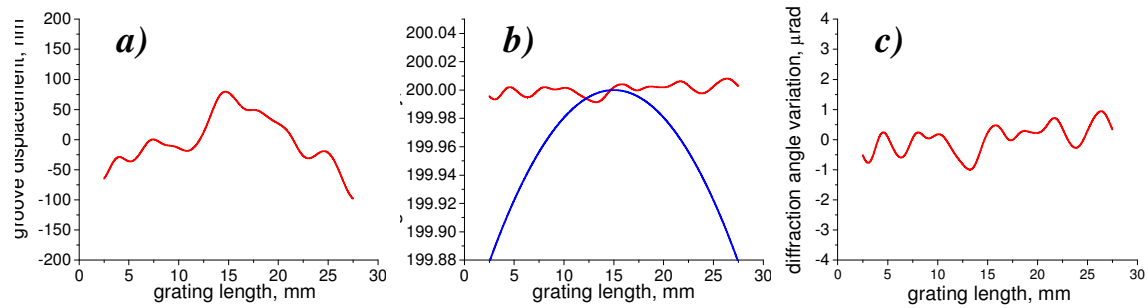 a)
groove displacement, nm
200
150
100
50
0
-50
-100
-150
-200
0 5 10 15 20 25 30
grating length, mm
b)
200.04
200.02
200.00
199.98
199.96
199.94
199.92
199.90
199.88
0 5 10 15 20 25 30
grating length, mm
c)
diffraction angle variation, μrad
4
3
2
1
0
-1
-2
-3
-4
0 5 10 15 20 25 30
grating length, mm